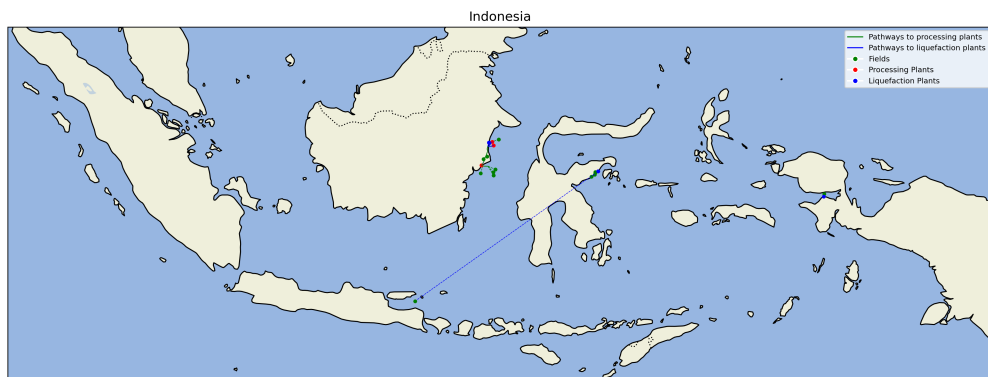 Indonesia
Pathways to processing plants
Pathways to liquefaction plants
Fields
Processing Plants
Liquefaction Plants